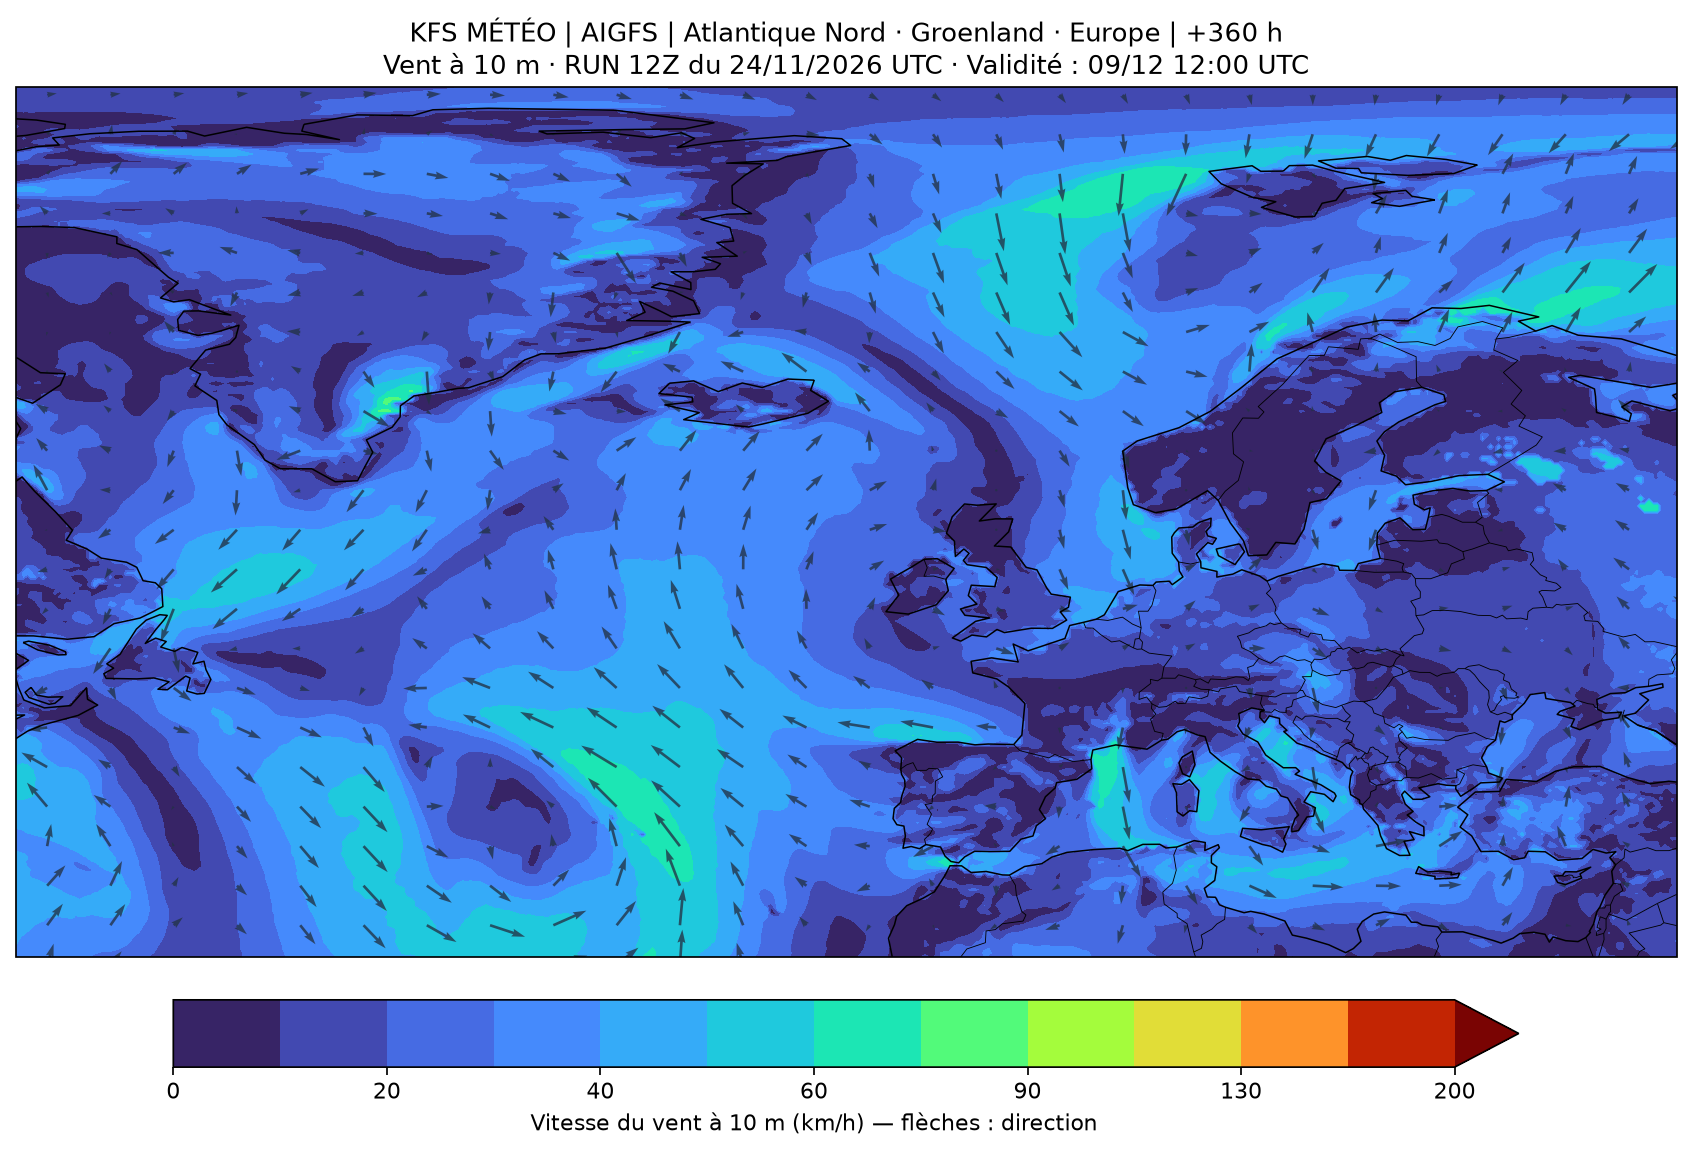 KFS MÉTÉO | AIGFS | Atlantique Nord · Groenland · Europe | +360 h
Vent à 10 m · RUN 12Z du 24/11/2026 UTC · Validité : 09/12 12:00 UTC
0 20 40 60 90 130 200
Vitesse du vent à 10 m (km/h) — flèches : direction